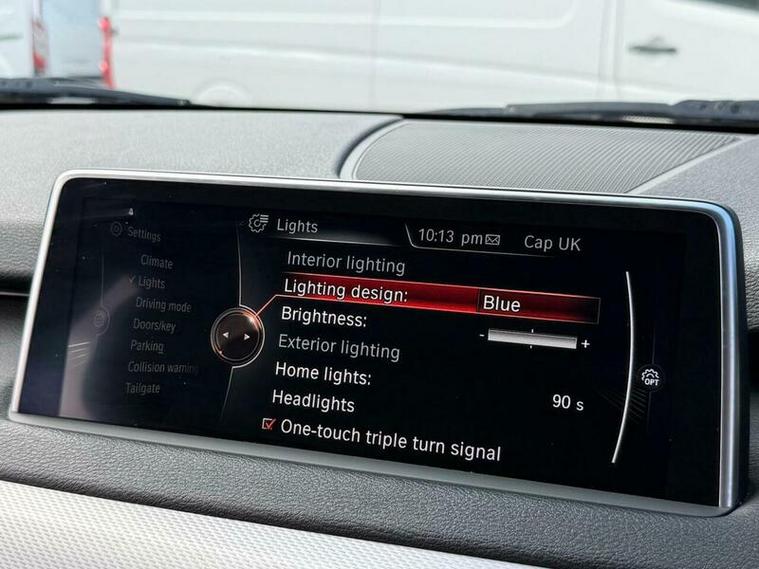 Lights
10:13 pm
Cap UK
Settings
Climate
Lights
Driving mode
Doors/key
Parking
Collision warning
Tailgate
Interior lighting
Lighting design: Blue
Brightness: - +
Exterior lighting
Home lights:
Headlights 90 s
One-touch triple turn signal
OPT